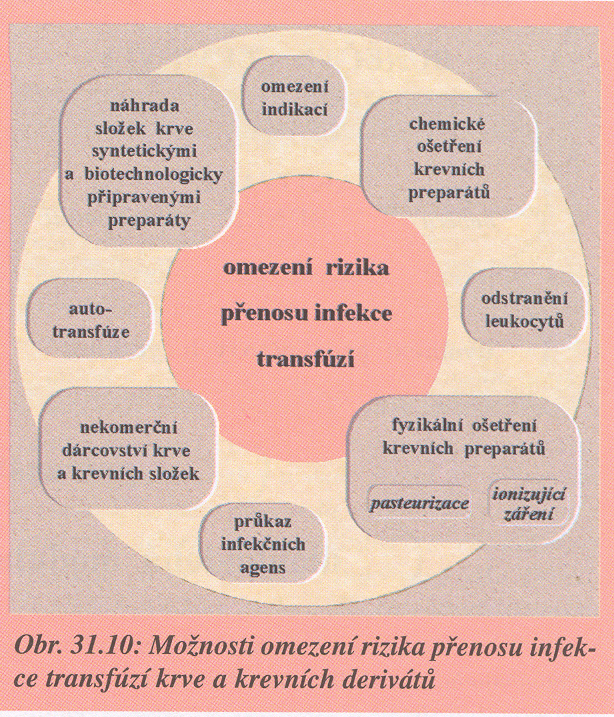 omezení
indikací
náhrada
složek krve
syntetickými
a biotechnologicky
připravenými
preparáty
chemické
ošetření
krevních
preparátů
omezení rizika
přenosu infekce
transfúzí
auto-
transfúze
odstranění
leukocytů
nekomerční
dárcovství krve
a krevních složek
fyzikální ošetření
krevních preparátů
pasteurizace
ionizující
záření
průkaz
infekčních
agens
Obr. 31.10: Možnosti omezení rizika přenosu infek-
ce transfúzí krve a krevních derivátů